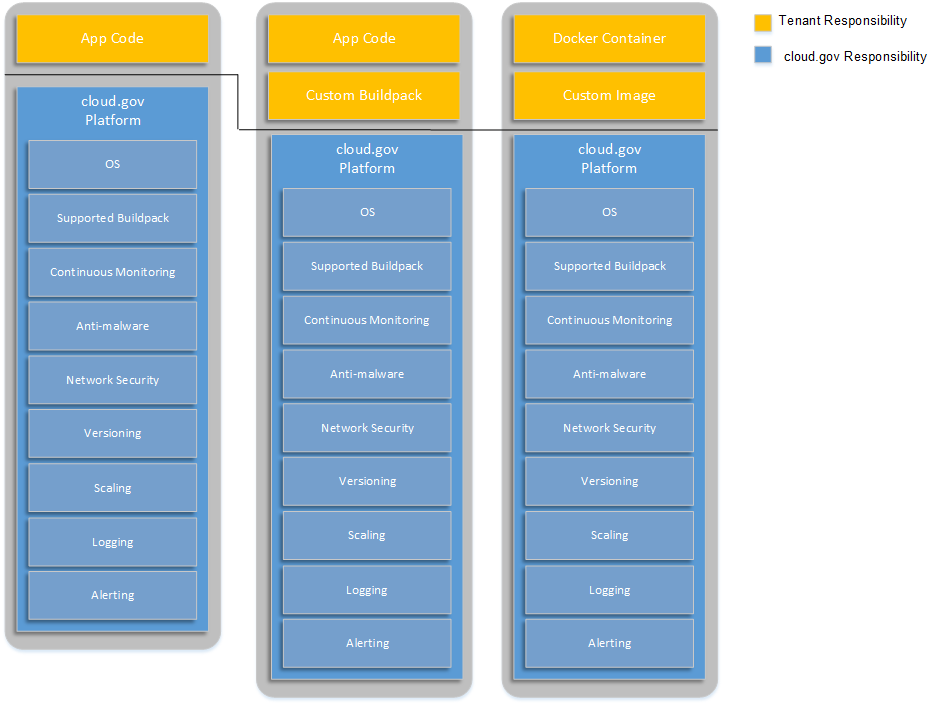 App Code
cloud.gov
Platform
OS
Supported Buildpack
Continuous Monitoring
Anti-malware
Network Security
Versioning
Scaling
Logging
Alerting
App Code
Custom Buildpack
cloud.gov
Platform
OS
Supported Buildpack
Continuous Monitoring
Anti-malware
Network Security
Versioning
Scaling
Logging
Alerting
Docker Container
Custom Image
cloud.gov
Platform
OS
Supported Buildpack
Continuous Monitoring
Anti-malware
Network Security
Versioning
Scaling
Logging
Alerting
Tenant Responsibility
cloud.gov Responsibility